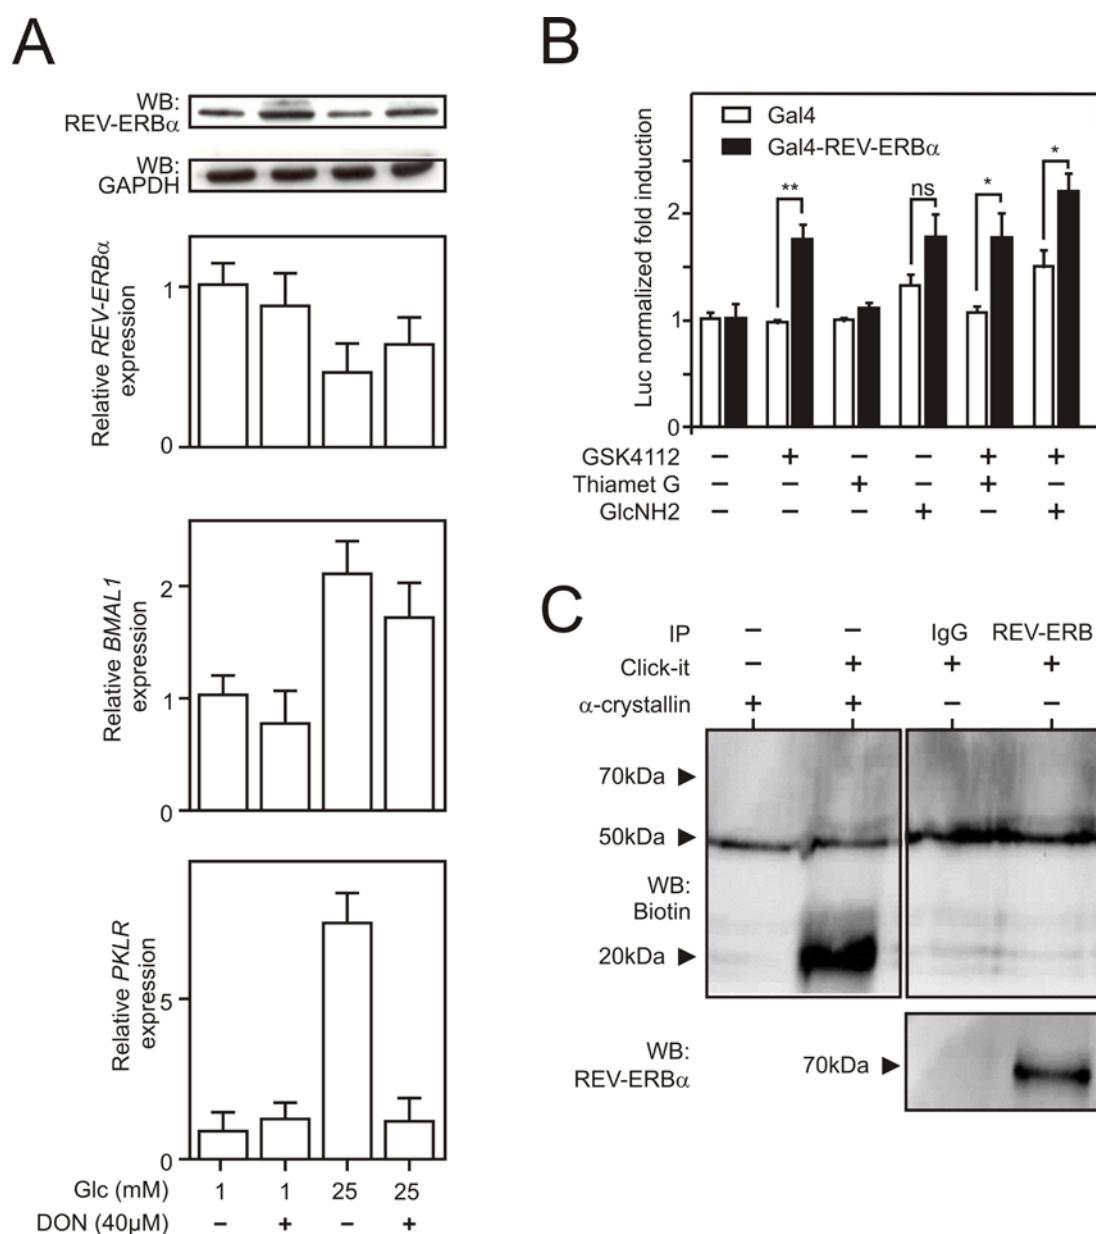 A
WB:
REV-ERBα
WB:
GAPDH
Relative REV-ERBα
expression
1
0
Relative BMAL1
expression
2
1
0
Relative PKLR
expression
5
0
Glc (mM) 1 1 25 25
DON (40µM) – + – +
B
Gal4
Gal4-REV-ERBα
Luc normalized fold induction
2
1
0
** ns * *
GSK4112 – + – – + +
Thiamet G – – + – + –
GlcNH2 – – – + – +
C
IP – – IgG REV-ERB
Click-it – + + +
α-crystallin + + – –
70kDa
50kDa
WB:
Biotin
20kDa
WB:
REV-ERBα
70kDa